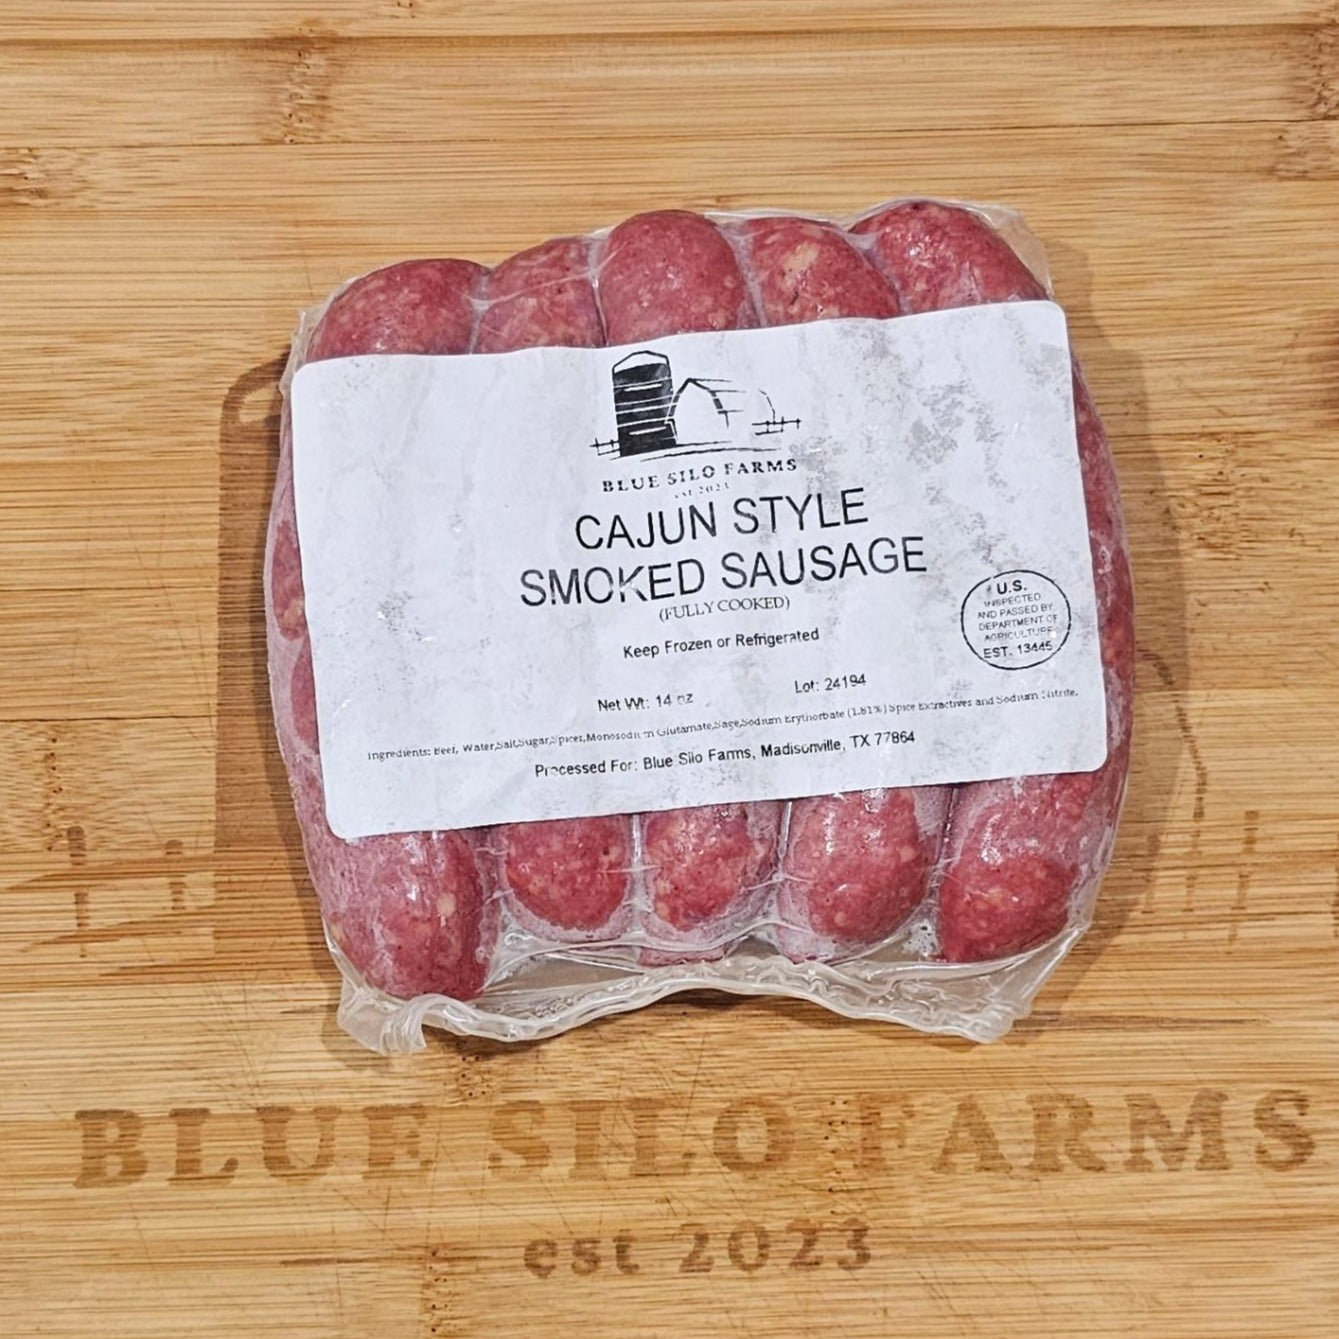 BLUE SILO FARMS
est 2023
CAJUN STYLE
SMOKED SAUSAGE
(FULLY COOKED)
Keep Frozen or Refrigerated
U.S.
INSPECTED
AND PASSED BY
DEPARTMENT OF
AGRICULTURE
EST. 13445
Net Wt: 14 oz
Lot: 24194
Ingredients: Beef, Water,Salt,Sugar,Spices,Monosodium Glutamate,Sage,Sodium Erythorbate (1.81%) Spice Extractives and Sodium Nitrite.
Processed For: Blue Silo Farms, Madisonville, TX 77864
BLUE SILO FARMS
est 2023